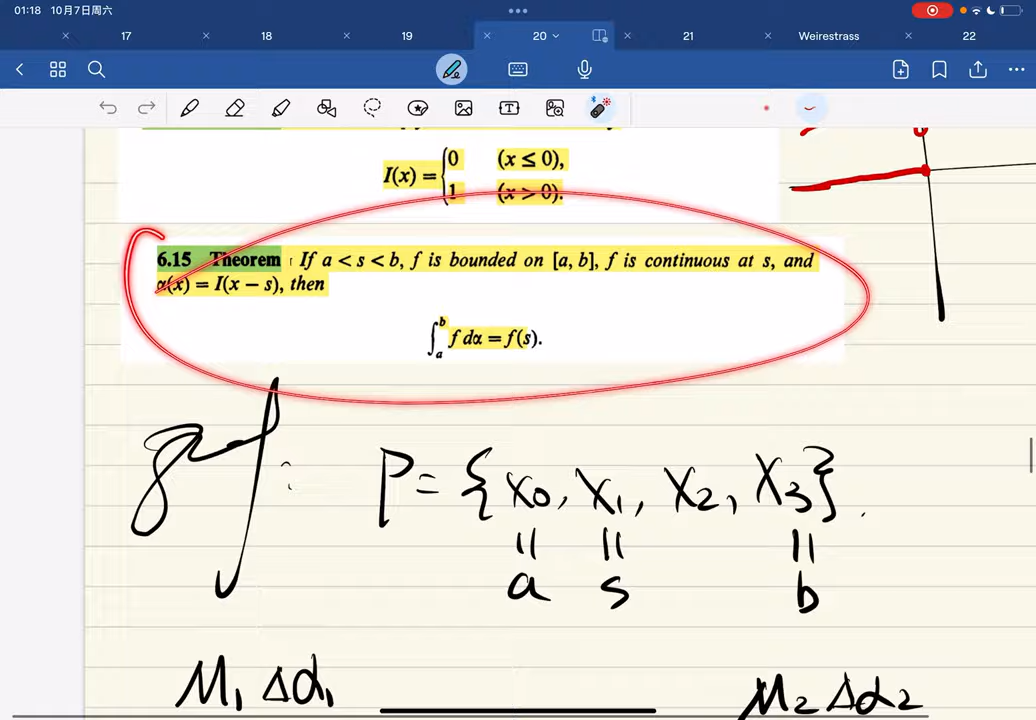 01:18 10月7日周六
17 18 19 20 21 Weirestrass 22
I(x) = { 0 (x ≤ 0),
1 (x > 0).
6.15 Theorem If a < s < b, f is bounded on [a, b], f is continuous at s, and
α(x) = I(x − s), then
∫_a^b f dα = f(s).
P = {x0, x1, x2, x3}.
= = =
a s b
M1 Δα1 M2 Δα2